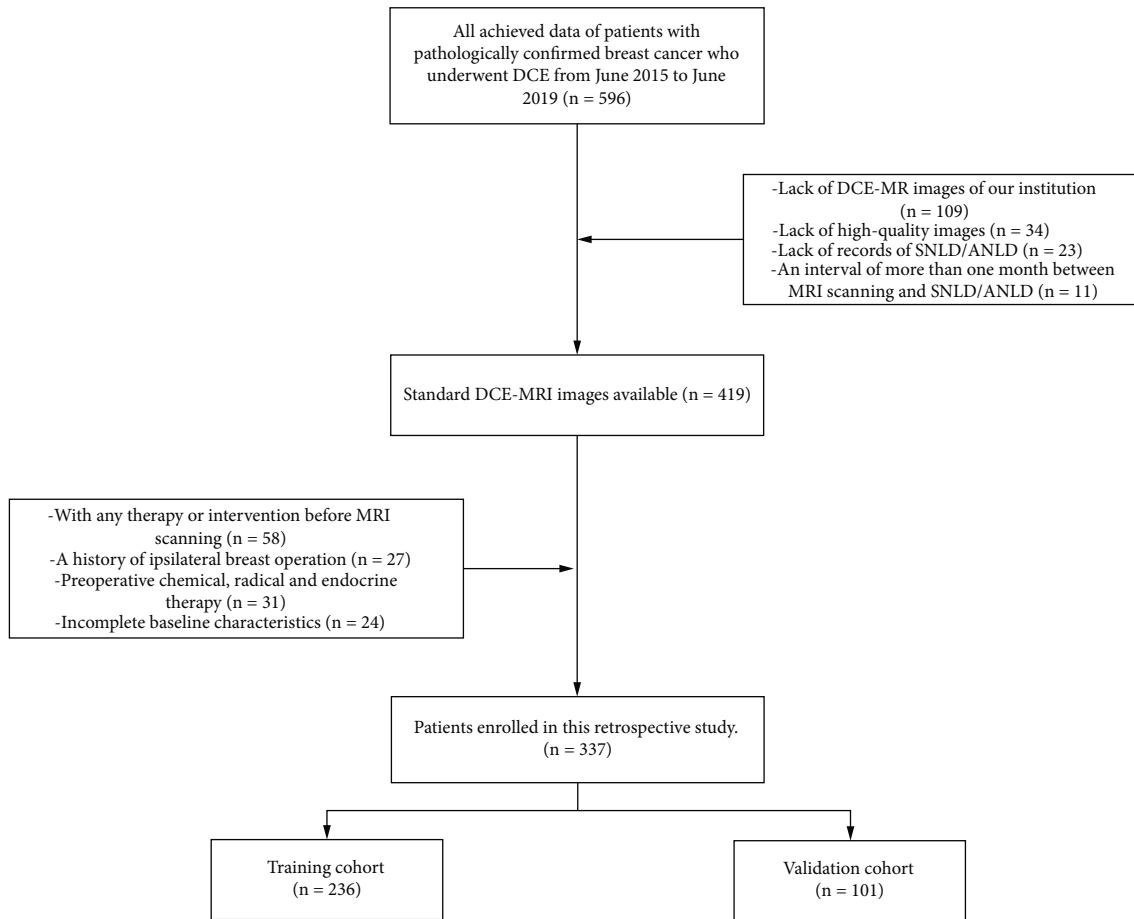 All achieved data of patients with
pathologically confirmed breast cancer who
underwent DCE from June 2015 to June
2019 (n = 596)
-Lack of DCE-MR images of our institution
(n = 109)
-Lack of high-quality images (n = 34)
-Lack of records of SNLD/ANLD (n = 23)
-An interval of more than one month between
MRI scanning and SNLD/ANLD (n = 11)
Standard DCE-MRI images available (n = 419)
-With any therapy or intervention before MRI
scanning (n = 58)
-A history of ipsilateral breast operation (n = 27)
-Preoperative chemical, radical and endocrine
therapy (n = 31)
-Incomplete baseline characteristics (n = 24)
Patients enrolled in this retrospective study.
(n = 337)
Training cohort
(n = 236)
Validation cohort
(n = 101)